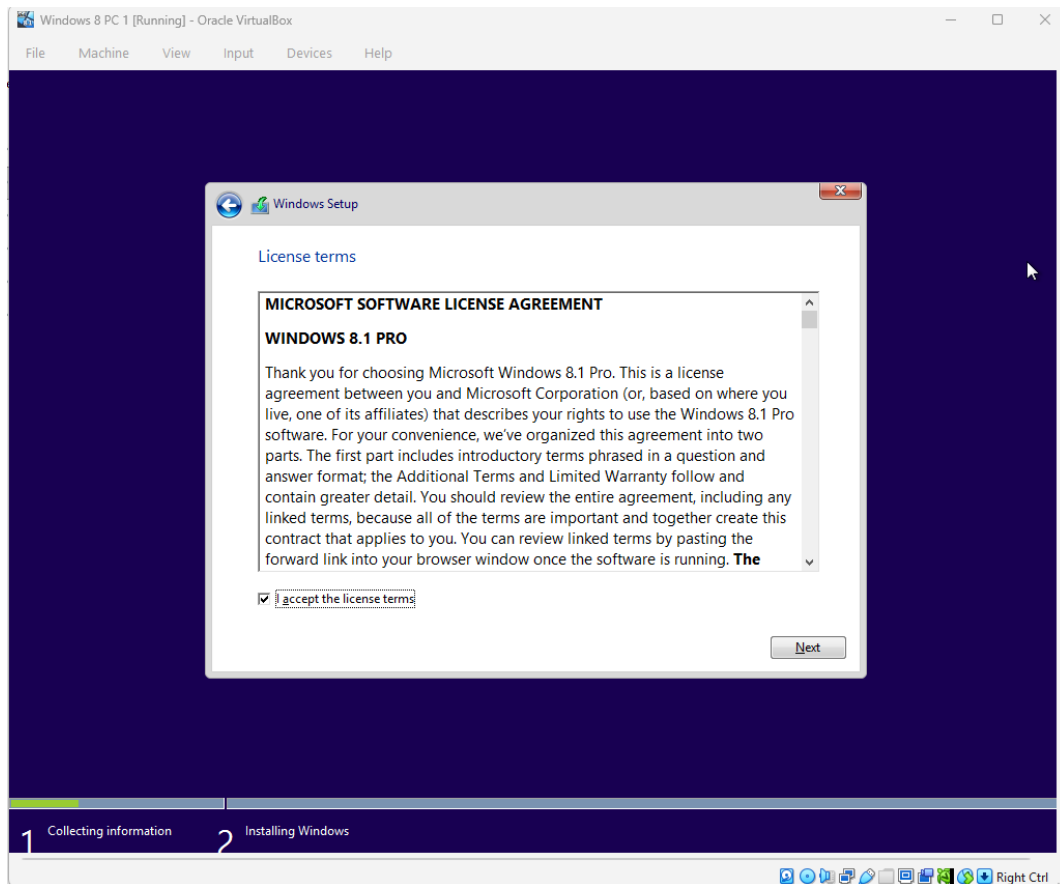 Windows 8 PC 1 [Running] - Oracle VirtualBox
File Machine View Input Devices Help
Windows Setup
License terms
MICROSOFT SOFTWARE LICENSE AGREEMENT
WINDOWS 8.1 PRO
Thank you for choosing Microsoft Windows 8.1 Pro. This is a license
agreement between you and Microsoft Corporation (or, based on where you
live, one of its affiliates) that describes your rights to use the Windows 8.1 Pro
software. For your convenience, we've organized this agreement into two
parts. The first part includes introductory terms phrased in a question and
answer format; the Additional Terms and Limited Warranty follow and
contain greater detail. You should review the entire agreement, including any
linked terms, because all of the terms are important and together create this
contract that applies to you. You can review linked terms by pasting the
forward link into your browser window once the software is running. The
I accept the license terms
Next
1 Collecting information 2 Installing Windows
Right Ctrl